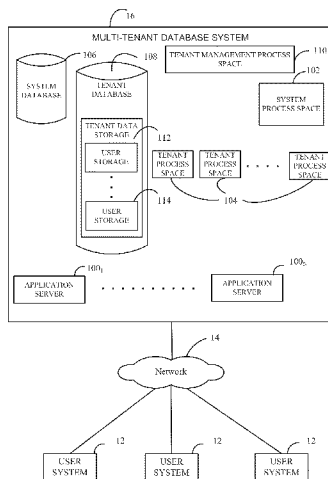 16
MULTI-TENANT DATABASE SYSTEM
106
SYSTEM
DATABASE
108
TENANT
DATABASE
TENANT MANAGEMENT PROCESS
SPACE
110
102
SYSTEM
PROCESS SPACE
TENANT DATA
STORAGE
112
USER
STORAGE
USER
STORAGE
114
TENANT
PROCESS
SPACE
TENANT
PROCESS
SPACE
TENANT
PROCESS
SPACE
104
100₁
APPLICATION
SERVER
APPLICATION
SERVER
14
Network
12
12
12
USER
SYSTEM
USER
SYSTEM
USER
SYSTEM